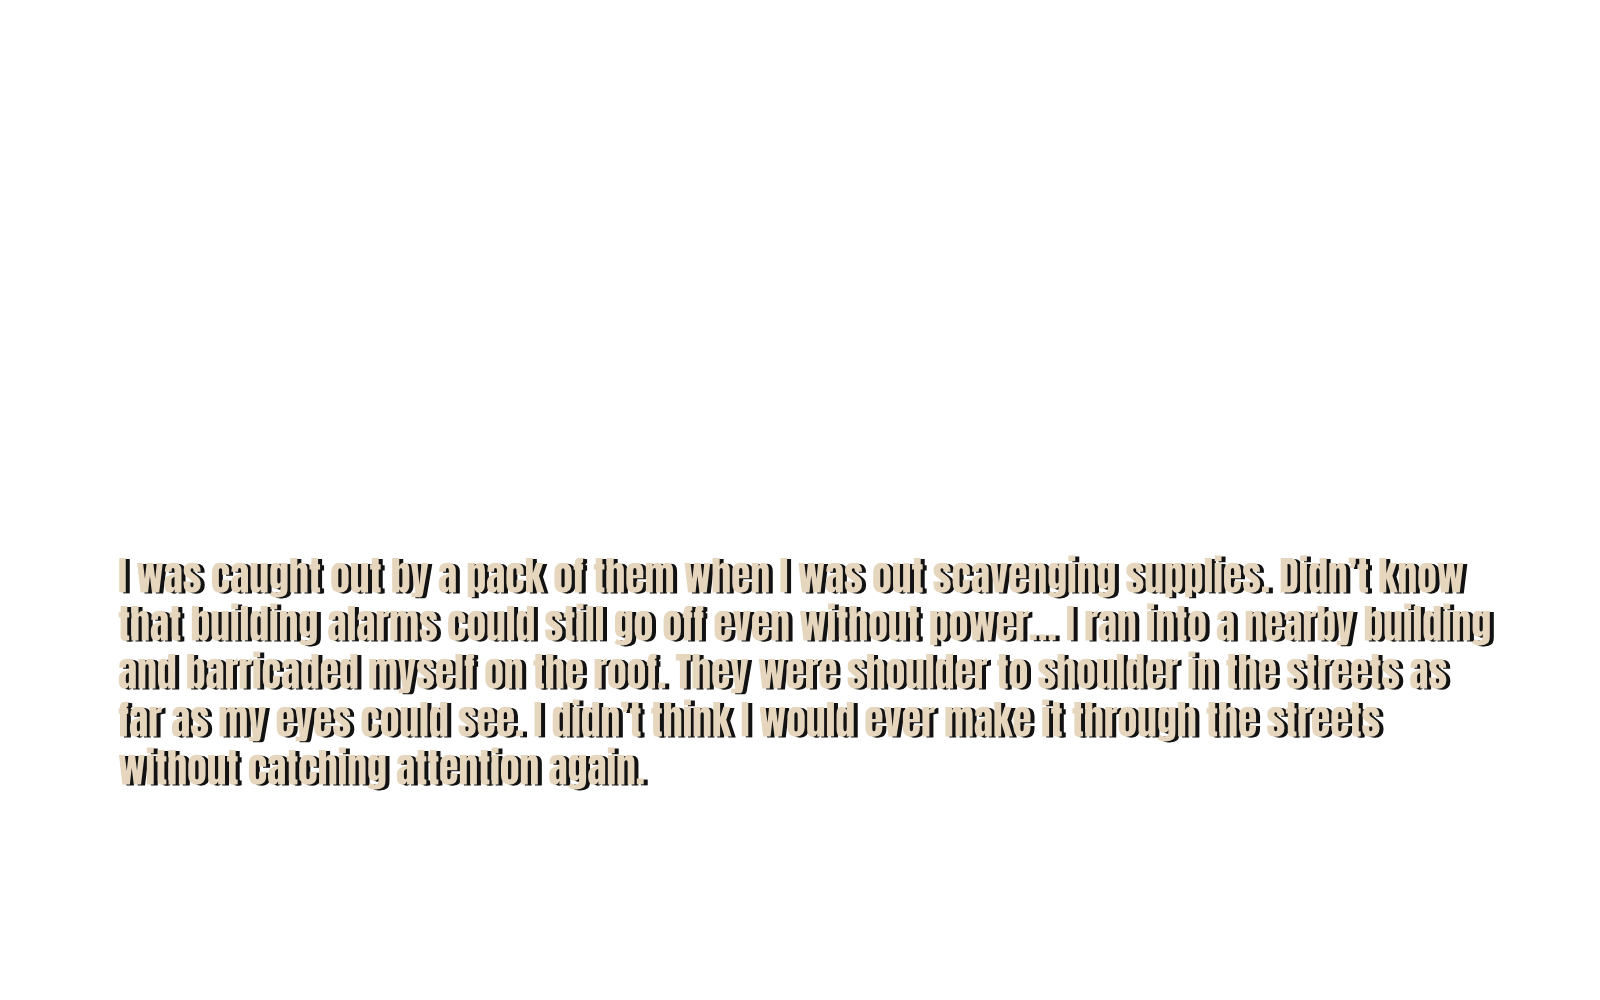 I was caught out by a pack of them when I was out scavenging supplies. Didn't know
that building alarms could still go off even without power... I ran into a nearby building
and barricaded myself on the roof. They were shoulder to shoulder in the streets as
far as my eyes could see. I didn't think I would ever make it through the streets
without catching attention again.